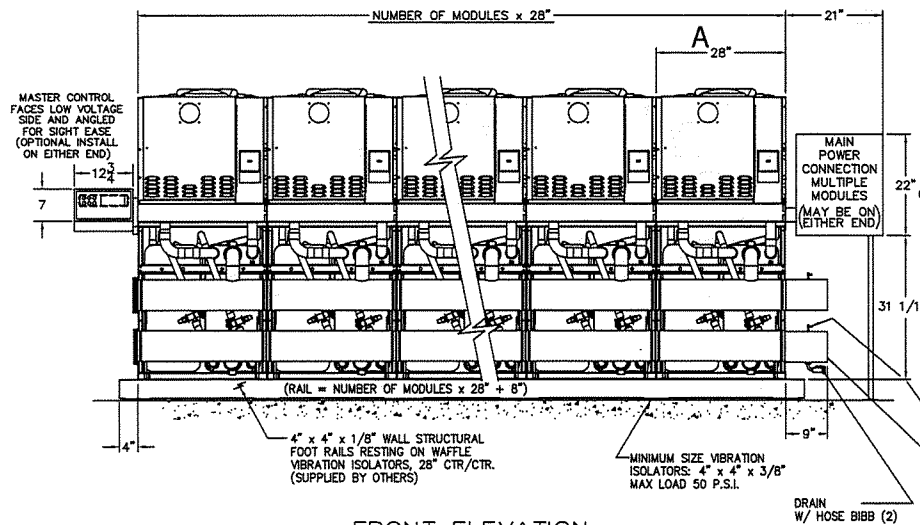 NUMBER OF MODULES x 28"
21"
A
28"
MASTER CONTROL
FACES LOW VOLTAGE
SIDE AND ANGLED
FOR SIGHT EASE
(OPTIONAL INSTALL
ON EITHER END)
12 3/4
7
MAIN
POWER
CONNECTION
MULTIPLE
MODULES
(MAY BE ON
EITHER END)
22"
31 1/1
(RAIL = NUMBER OF MODULES x 28" + 8")
4"
9"
4" x 4" x 1/8" WALL STRUCTURAL
FOOT RAILS RESTING ON WAFFLE
VIBRATION ISOLATORS, 28" CTR/CTR.
(SUPPLIED BY OTHERS)
MINIMUM SIZE VIBRATION
ISOLATORS: 4" x 4" x 3/8"
MAX LOAD 50 P.S.I.
DRAIN
W/ HOSE BIBB (2)
FRONT ELEVATION